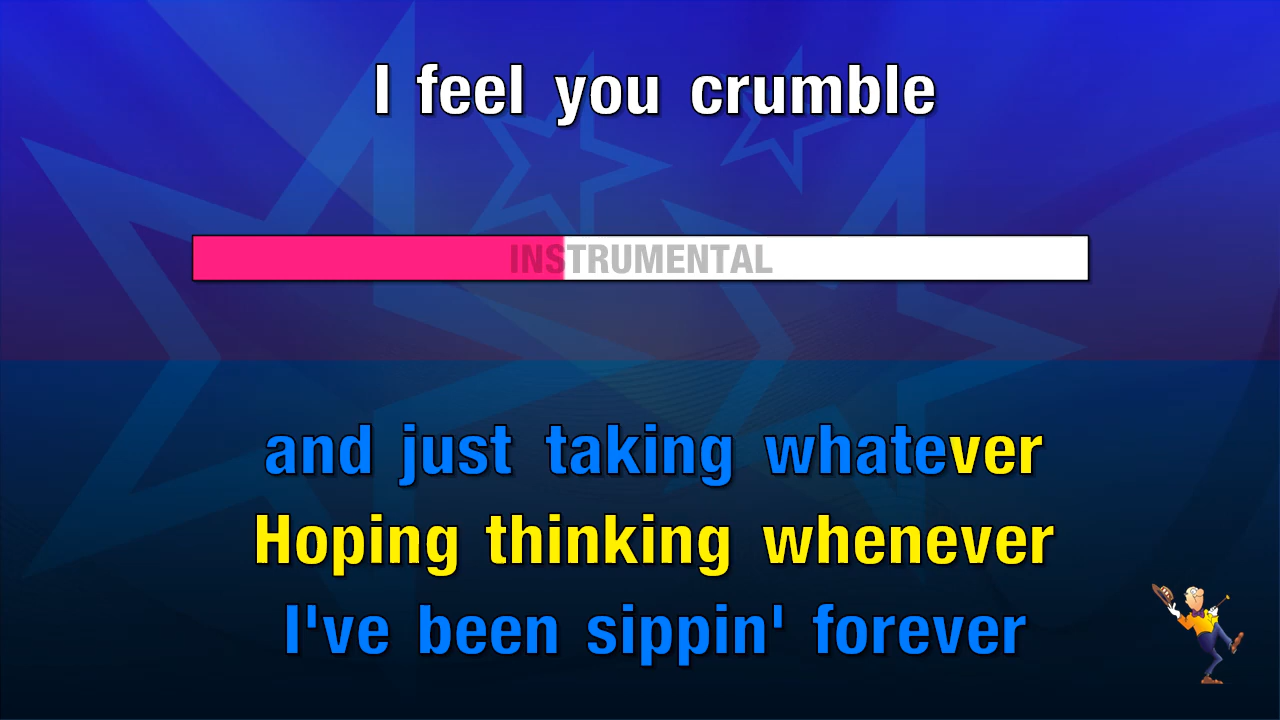 I feel you crumble
INSTRUMENTAL
and just taking whatever
Hoping thinking whenever
I've been sippin' forever